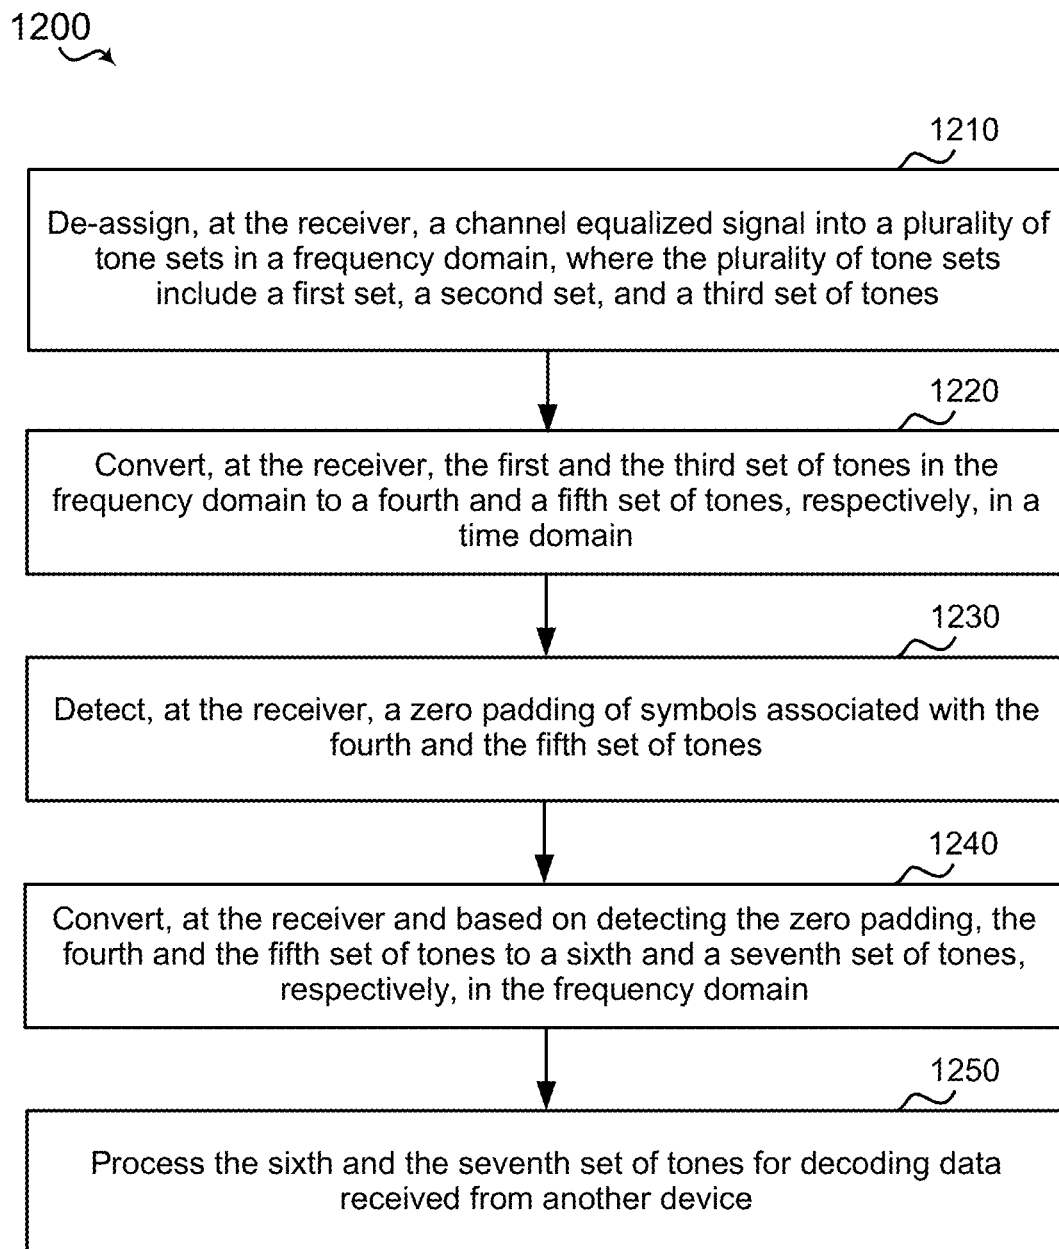 1200
1210
De-assign, at the receiver, a channel equalized signal into a plurality of
tone sets in a frequency domain, where the plurality of tone sets
include a first set, a second set, and a third set of tones
1220
Convert, at the receiver, the first and the third set of tones in the
frequency domain to a fourth and a fifth set of tones, respectively, in a
time domain
1230
Detect, at the receiver, a zero padding of symbols associated with the
fourth and the fifth set of tones
1240
Convert, at the receiver and based on detecting the zero padding, the
fourth and the fifth set of tones to a sixth and a seventh set of tones,
respectively, in the frequency domain
1250
Process the sixth and the seventh set of tones for decoding data
received from another device